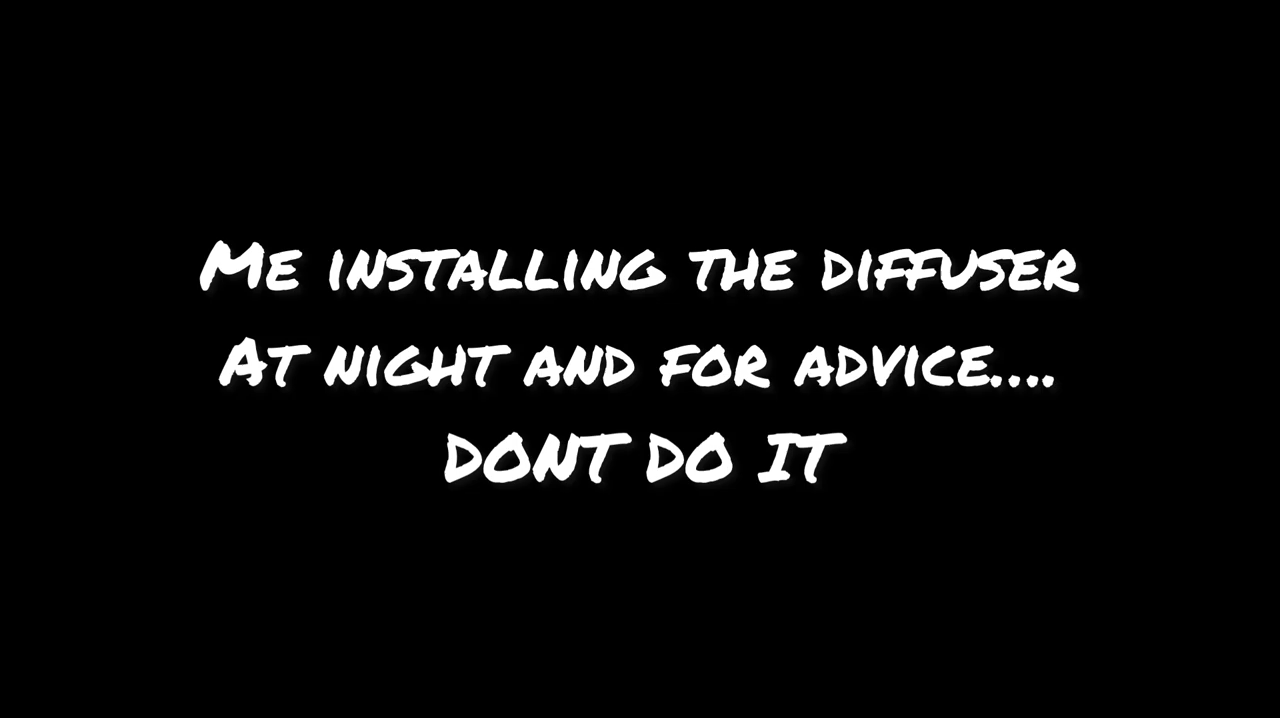 Me installing the diffuser
At night and for advice....
DONT DO IT